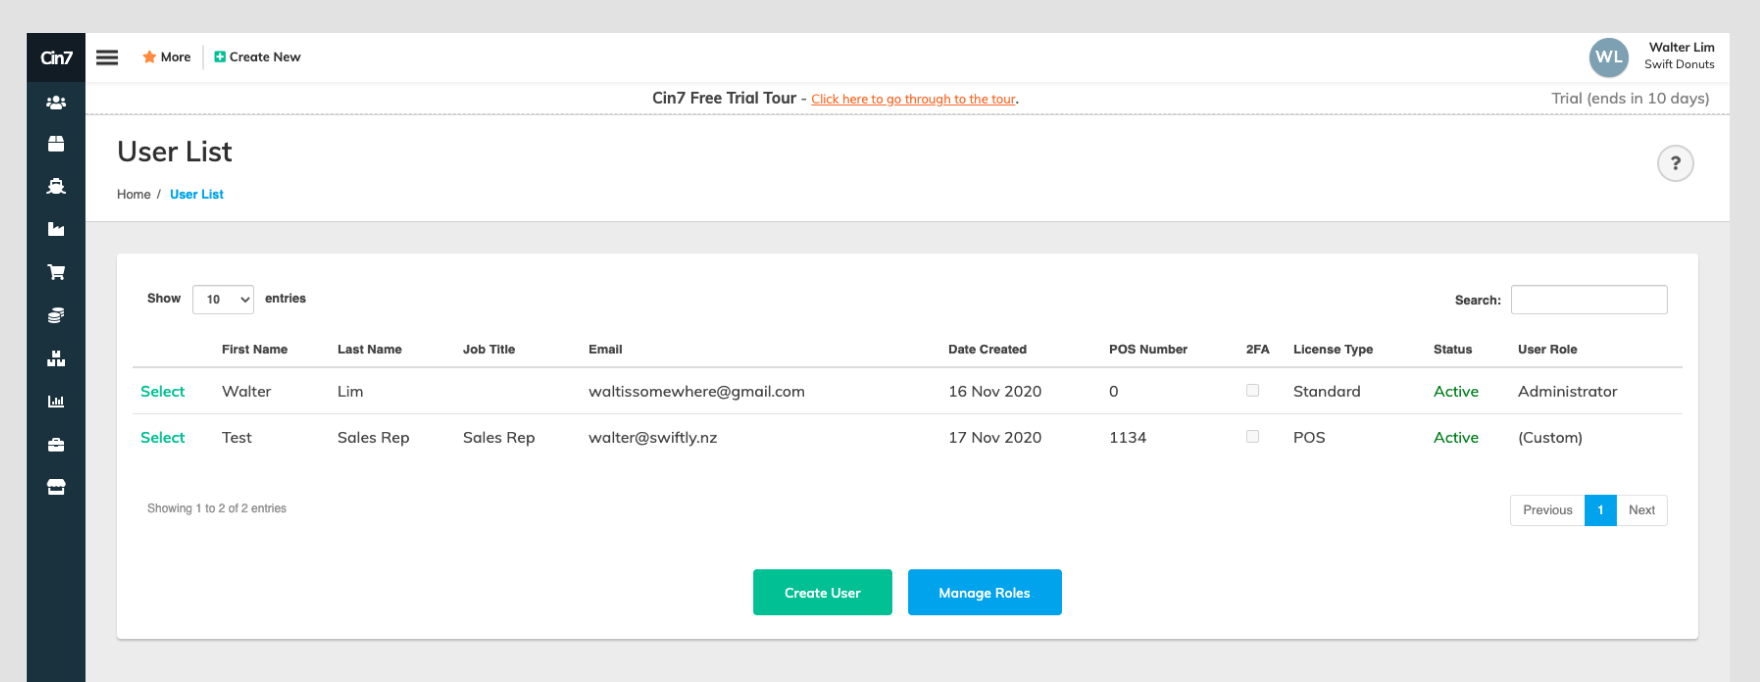 Cin7 More Create New WL Walter Lim
Swift Donuts
Cin7 Free Trial Tour - Click here to go through to the tour. Trial (ends in 10 days)
User List
?
Home / User List
Show 10 entries Search:
First Name Last Name Job Title Email Date Created POS Number 2FA License Type Status User Role
Select Walter Lim waltissomewhere@gmail.com 16 Nov 2020 0 Standard Active Administrator
Select Test Sales Rep Sales Rep walter@swiftly.nz 17 Nov 2020 1134 POS Active (Custom)
Showing 1 to 2 of 2 entries Previous 1 Next
Create User Manage Roles